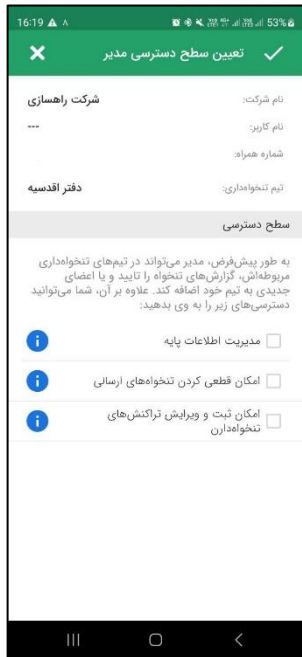 16:19 53%
تعیین سطح دسترسی مدیر
نام شرکت: شرکت راهسازی
نام کاربر: ---
شماره همراه:
تیم تنخواه‌داری: دفتر اقدسیه
سطح دسترسی
به طور پیش‌فرض، مدیر می‌تواند در تیم‌های تنخواه‌داری
مربوطه‌اش، گزارش‌های تنخواه را تایید و یا اعضای
جدیدی به تیم خود اضافه کند. علاوه بر آن، شما می‌توانید
دسترسی‌های زیر را به وی بدهید:
مدیریت اطلاعات پایه
امکان قطعی کردن تنخواه‌های ارسالی
امکان ثبت و ویرایش تراکنش‌های
تنخواه‌دارن